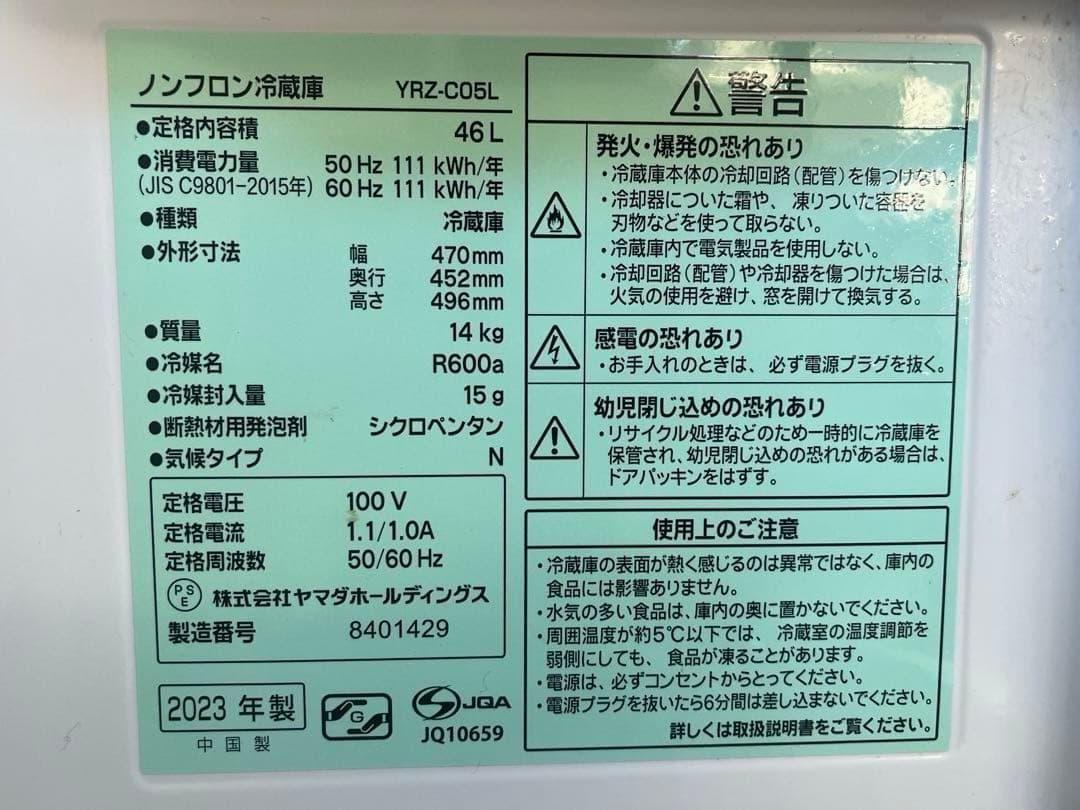 ノンフロン冷蔵庫 YRZ-C05L
●定格内容積 46 L
●消費電力量 50 Hz 111 kWh/年
(JIS C9801-2015年) 60 Hz 111 kWh/年
●種類 冷蔵庫
●外形寸法 幅 470mm
奥行 452mm
高さ 496mm
●質量 14 kg
●冷媒名 R600a
●冷媒封入量 15 g
●断熱材用発泡剤 シクロペンタン
●気候タイプ N
定格電圧 100 V
定格電流 1.1/1.0A
定格周波数 50/60 Hz
PSE 株式会社ヤマダホールディングス
製造番号 8401429
2023 年製
中国製
G
JQA
JQ10659
警告
発火・爆発の恐れあり
・冷蔵庫本体の冷却回路(配管)を傷つけない。
・冷却器についた霜や、凍りついた容器を
刃物などを使って取らない。
・冷蔵庫内で電気製品を使用しない。
・冷却回路(配管)や冷却器を傷つけた場合は、
火気の使用を避け、窓を開けて換気する。
感電の恐れあり
・お手入れのときは、必ず電源プラグを抜く。
幼児閉じ込めの恐れあり
・リサイクル処理などのため一時的に冷蔵庫を
保管され、幼児閉じ込めの恐れがある場合は、
ドアパッキンをはずす。
使用上のご注意
・冷蔵庫の表面が熱く感じるのは異常ではなく、庫内の
食品には影響ありません。
・水気の多い食品は、庫内の奥に置かないでください。
・周囲温度が約5℃以下では、冷蔵室の温度調節を
弱側にしても、食品が凍ることがあります。
・電源は、必ずコンセントからとってください。
・電源プラグを抜いたら6分間は差し込まないでください。
詳しくは取扱説明書をご覧ください。